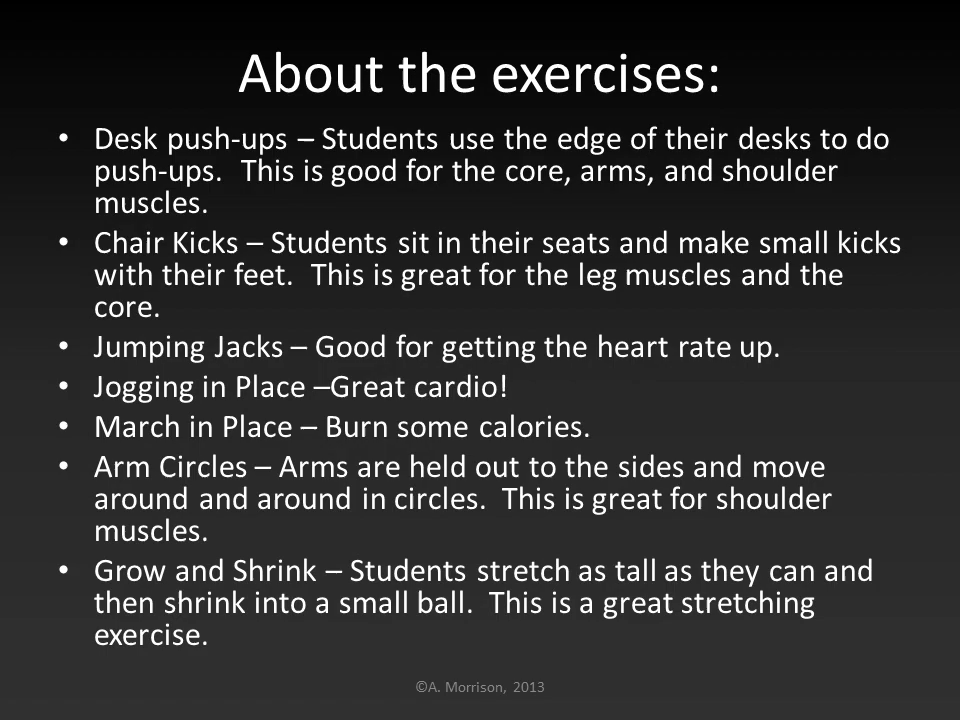 About the exercises:
• Desk push-ups – Students use the edge of their desks to do
push-ups.  This is good for the core, arms, and shoulder
muscles.
• Chair Kicks – Students sit in their seats and make small kicks
with their feet.  This is great for the leg muscles and the
core.
• Jumping Jacks – Good for getting the heart rate up.
• Jogging in Place –Great cardio!
• March in Place – Burn some calories.
• Arm Circles – Arms are held out to the sides and move
around and around in circles.  This is great for shoulder
muscles.
• Grow and Shrink – Students stretch as tall as they can and
then shrink into a small ball.  This is a great stretching
exercise.
©A. Morrison, 2013